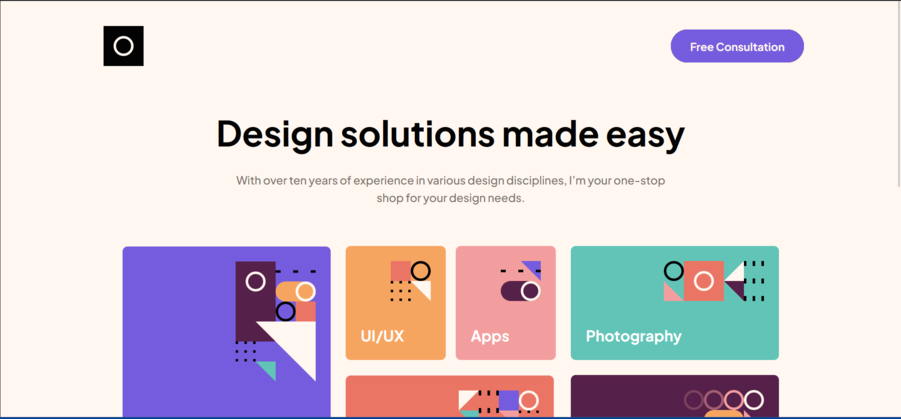 Free Consultation
Design solutions made easy
With over ten years of experience in various design disciplines, I'm your one-stop
shop for your design needs.
UI/UX
Apps
Photography